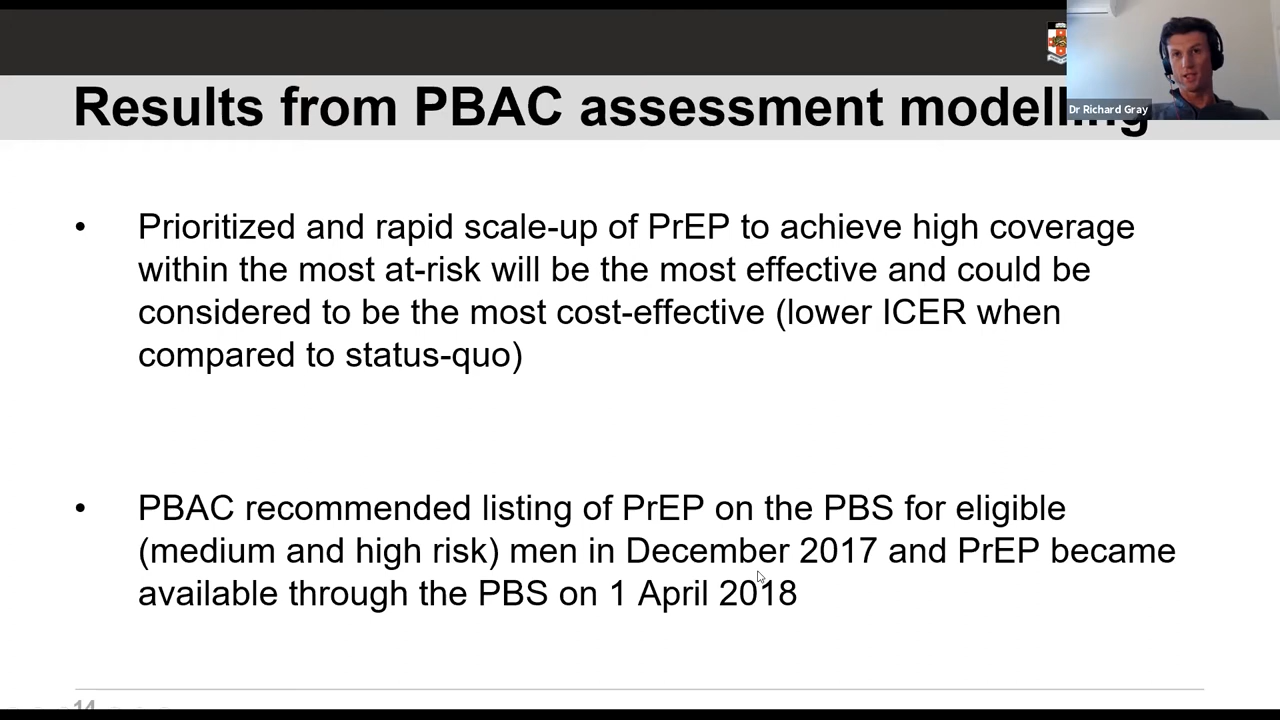 Results from PBAC assessment modelling
Dr Richard Gray
• Prioritized and rapid scale-up of PrEP to achieve high coverage
within the most at-risk will be the most effective and could be
considered to be the most cost-effective (lower ICER when
compared to status-quo)
• PBAC recommended listing of PrEP on the PBS for eligible
(medium and high risk) men in December 2017 and PrEP became
available through the PBS on 1 April 2018
14